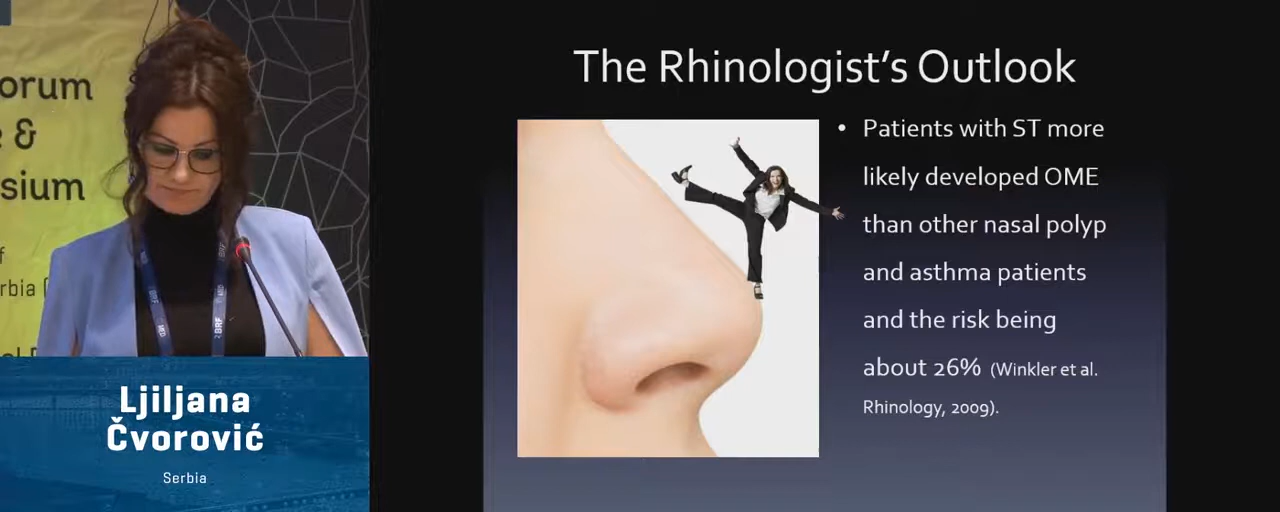 orum
&
sium
f
rbia
Ljiljana
Čvorović
Serbia
The Rhinologist's Outlook
• Patients with ST more
likely developed OME
than other nasal polyp
and asthma patients
and the risk being
about 26% (Winkler et al.
Rhinology, 2009).